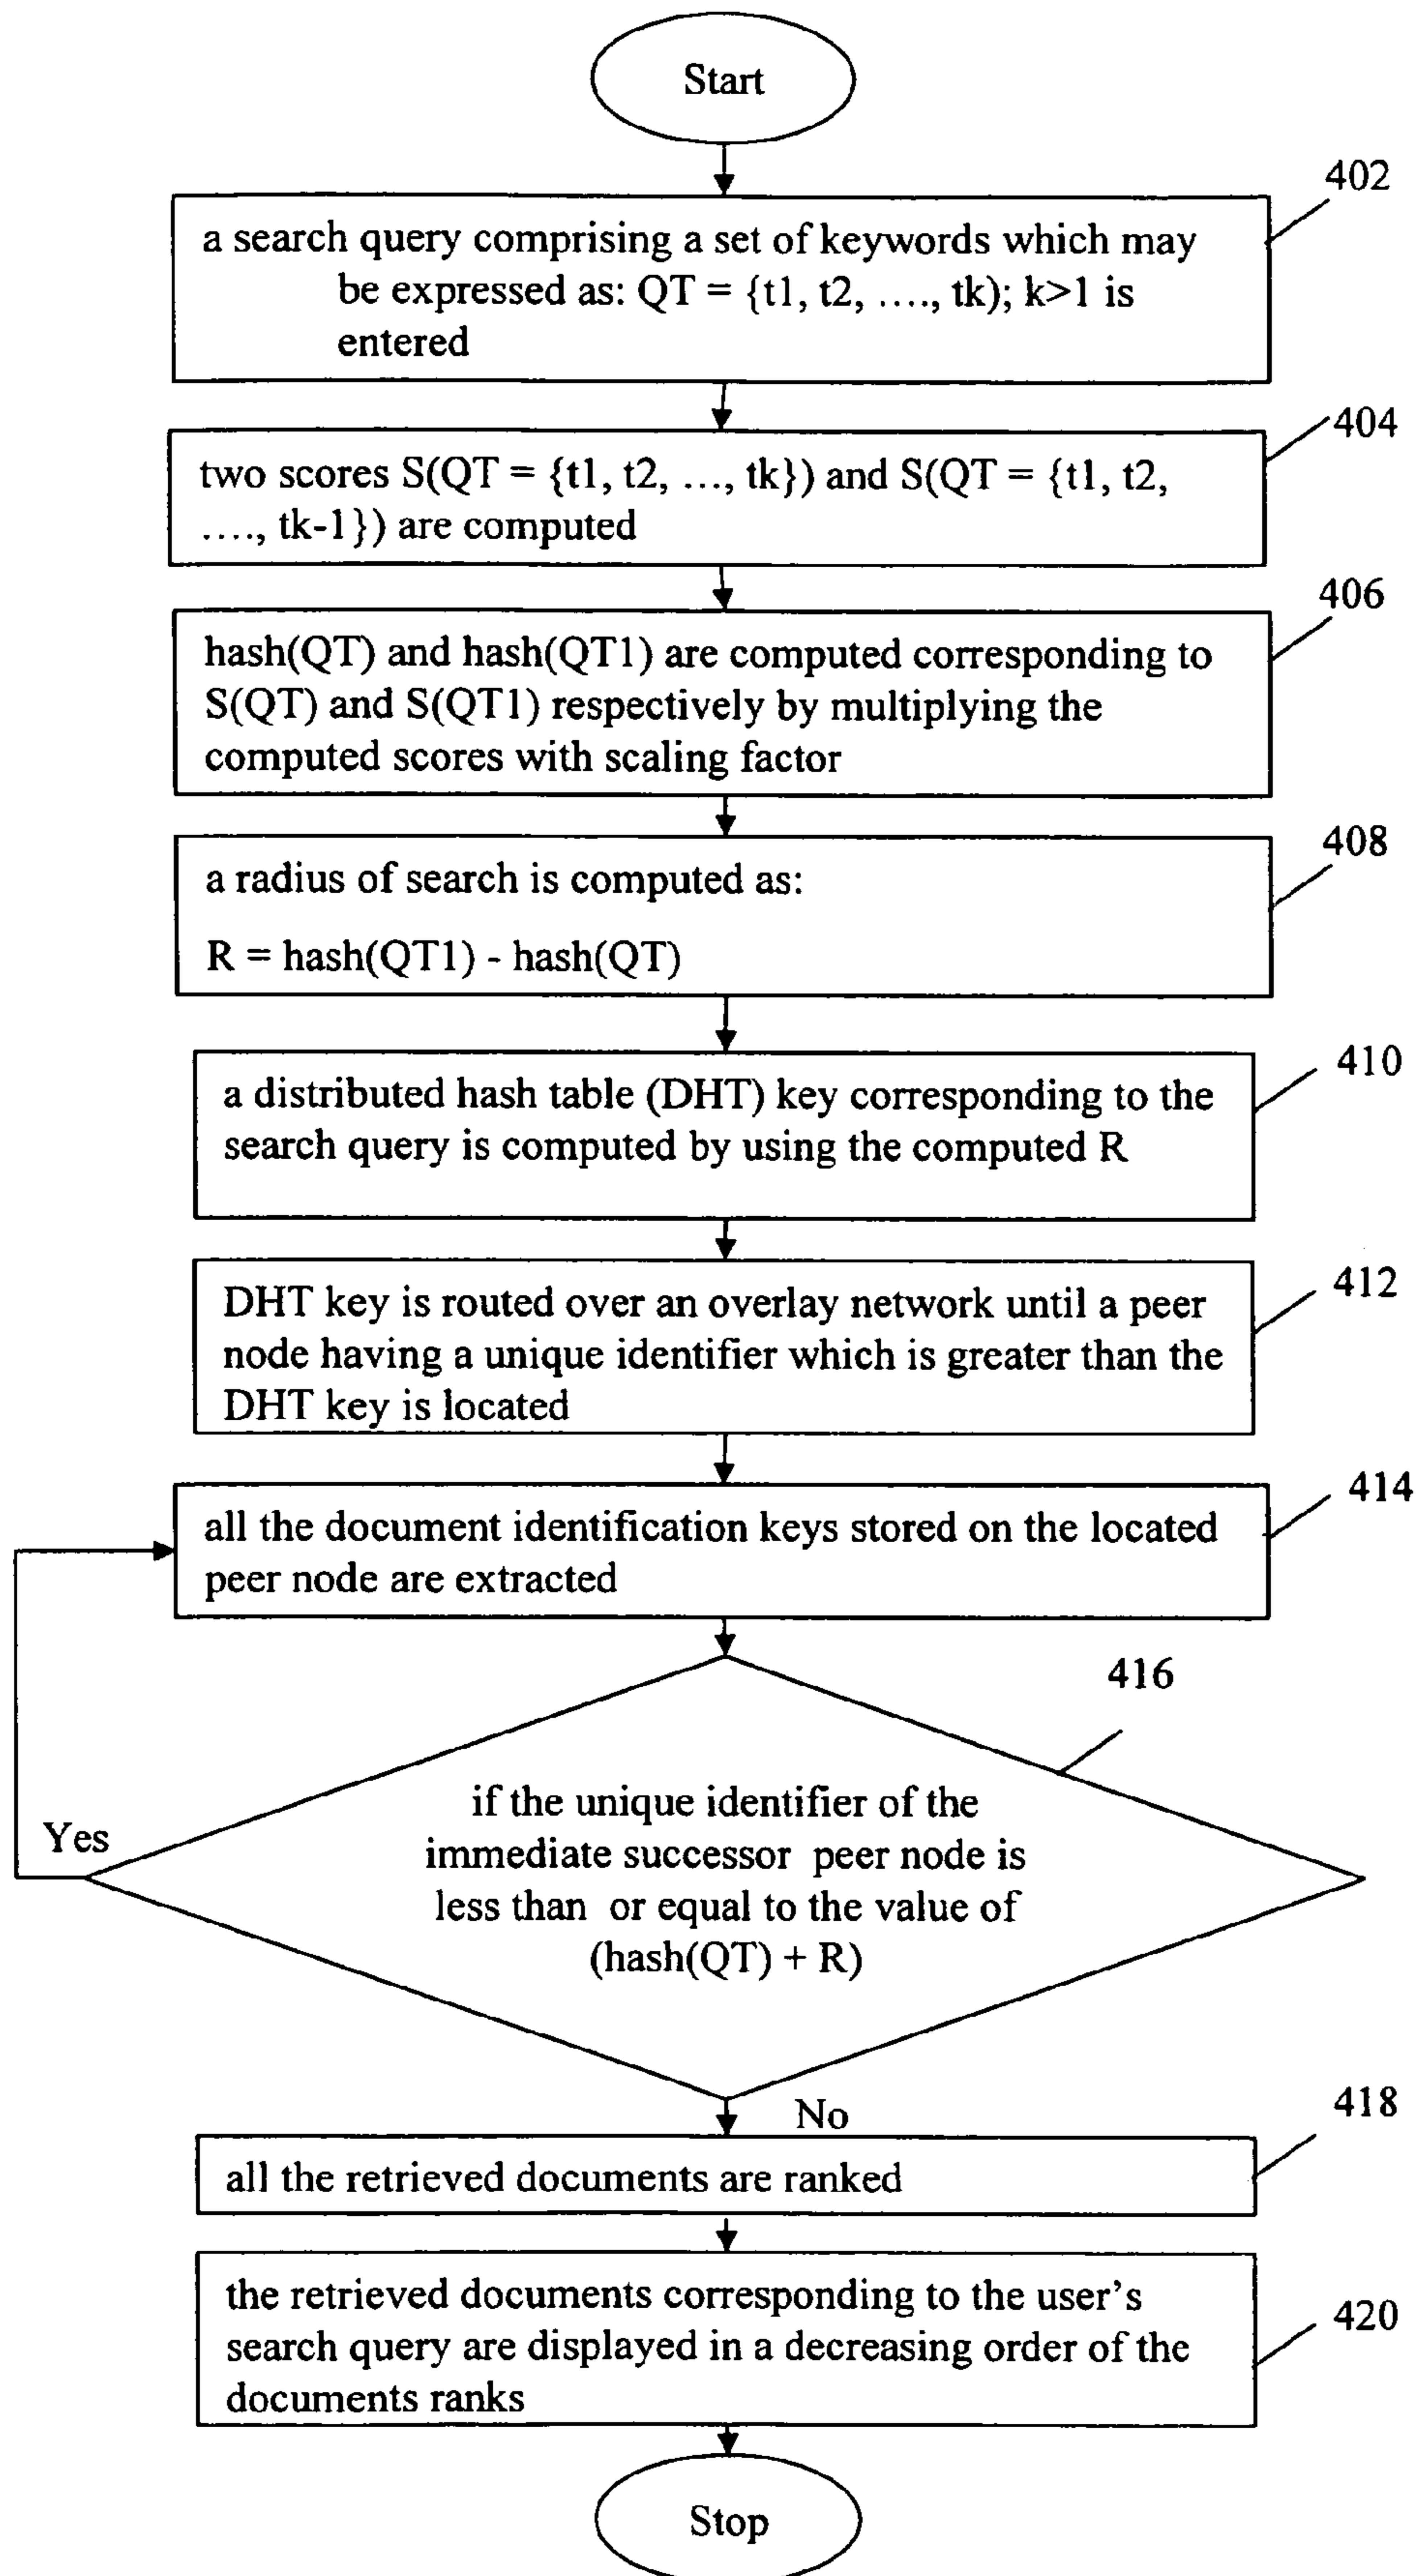 Start
402
a search query comprising a set of keywords which may
be expressed as: QT = {t1, t2, ...., tk); k>1 is
entered
404
two scores S(QT = {t1, t2, ..., tk}) and S(QT = {t1, t2,
...., tk-1}) are computed
406
hash(QT) and hash(QT1) are computed corresponding to
S(QT) and S(QT1) respectively by multiplying the
computed scores with scaling factor
408
a radius of search is computed as:
R = hash(QT1) - hash(QT)
410
a distributed hash table (DHT) key corresponding to the
search query is computed by using the computed R
412
DHT key is routed over an overlay network until a peer
node having a unique identifier which is greater than the
DHT key is located
414
all the document identification keys stored on the located
peer node are extracted
416
if the unique identifier of the
immediate successor peer node is
less than or equal to the value of
(hash(QT) + R)
Yes
No
418
all the retrieved documents are ranked
420
the retrieved documents corresponding to the user's
search query are displayed in a decreasing order of the
documents ranks
Stop